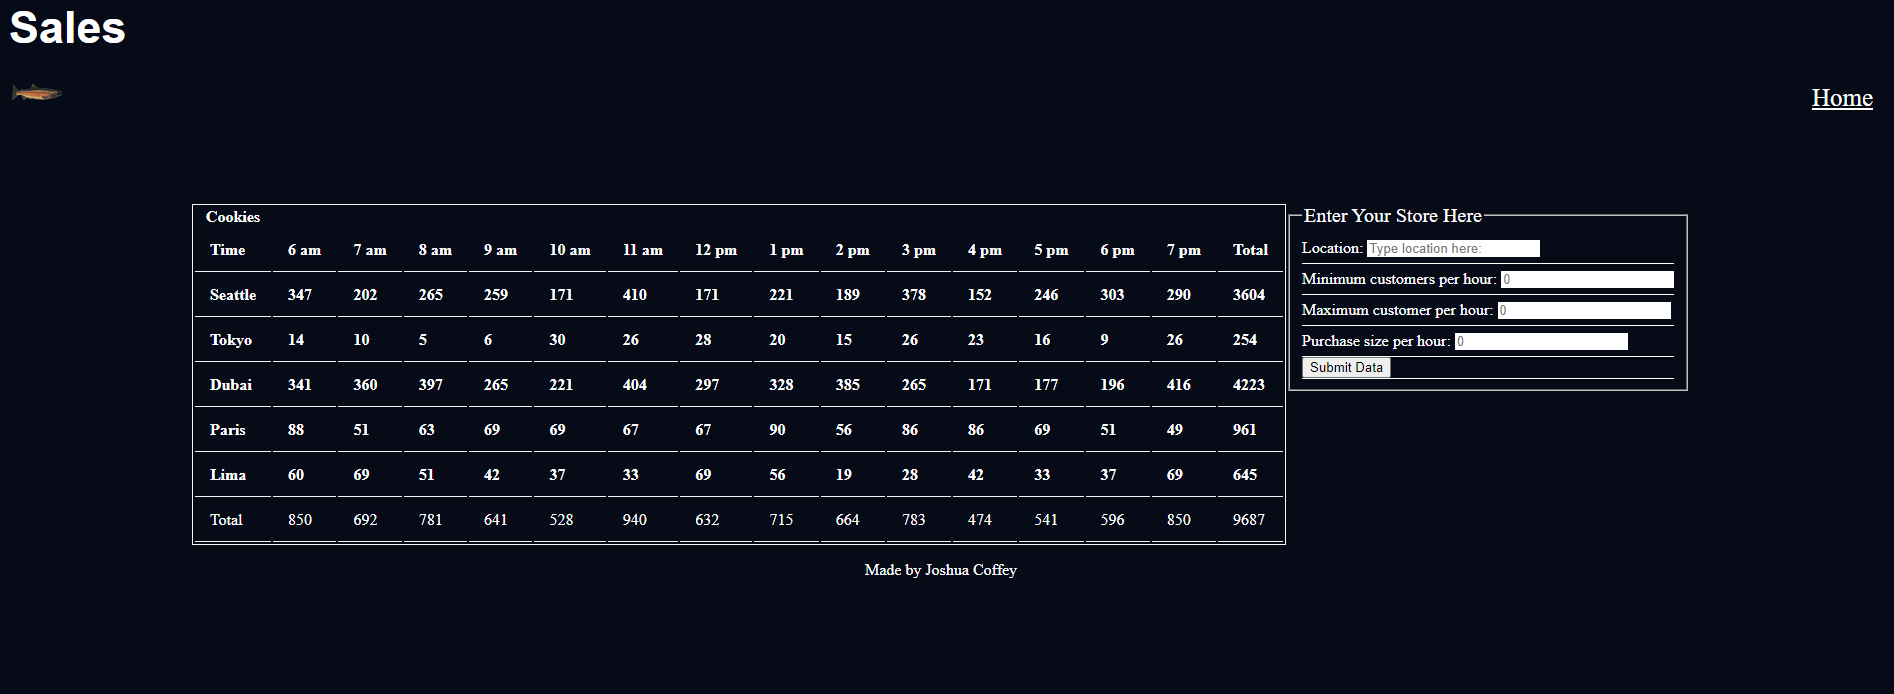 Sales
Home
Cookies
Time 6 am 7 am 8 am 9 am 10 am 11 am 12 pm 1 pm 2 pm 3 pm 4 pm 5 pm 6 pm 7 pm Total
Seattle 347 202 265 259 171 410 171 221 189 378 152 246 303 290 3604
Tokyo 14 10 5 6 30 26 28 20 15 26 23 16 9 26 254
Dubai 341 360 397 265 221 404 297 328 385 265 171 177 196 416 4223
Paris 88 51 63 69 69 67 67 90 56 86 86 69 51 49 961
Lima 60 69 51 42 37 33 69 56 19 28 42 33 37 69 645
Total 850 692 781 641 528 940 632 715 664 783 474 541 596 850 9687
Enter Your Store Here
Location: Type location here:
Minimum customers per hour: 0
Maximum customer per hour: 0
Purchase size per hour: 0
Submit Data
Made by Joshua Coffey